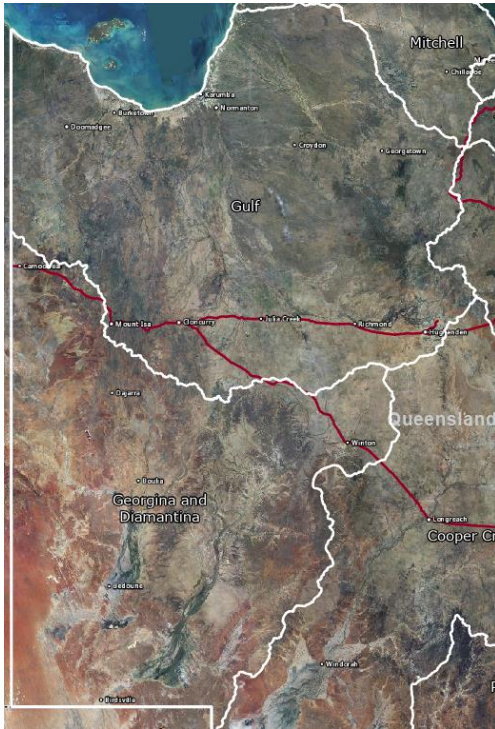 Mitchell
Chillagoe
Karumba
Normanton
Burketown
Doomadgee
Croydon
Georgetown
Gulf
Camooweal
Mount Isa
Cloncurry
Julia Creek
Richmond
Hughenden
Dajarra
Queensland
Winton
Boulia
Georgina and
Diamantina
Longreach
Cooper Cr
Bedourie
Windorah
Birdsville